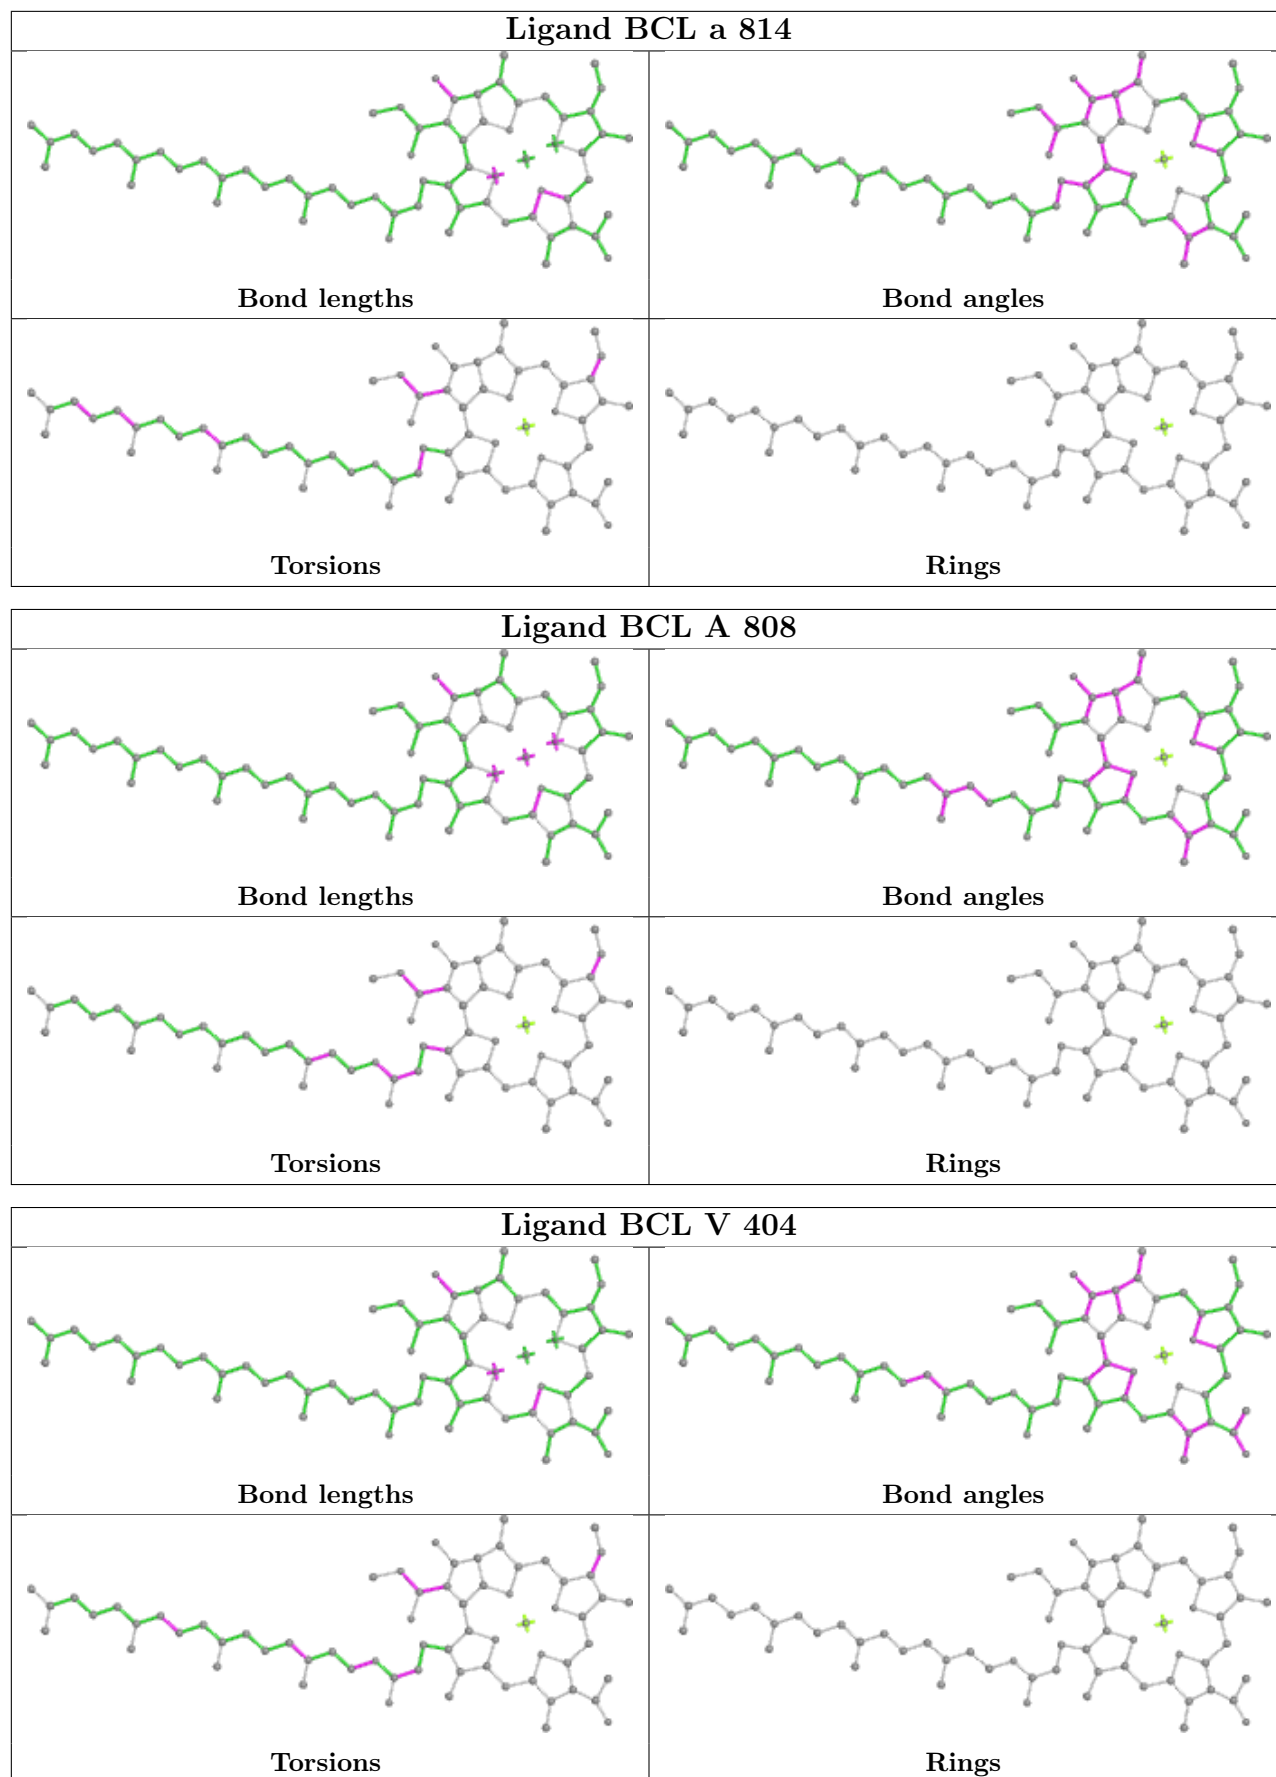 Ligand BCL a 814
Bond lengths
Bond angles
Torsions
Rings
Ligand BCL A 808
Bond lengths
Bond angles
Torsions
Rings
Ligand BCL V 404
Bond lengths
Bond angles
Torsions
Rings